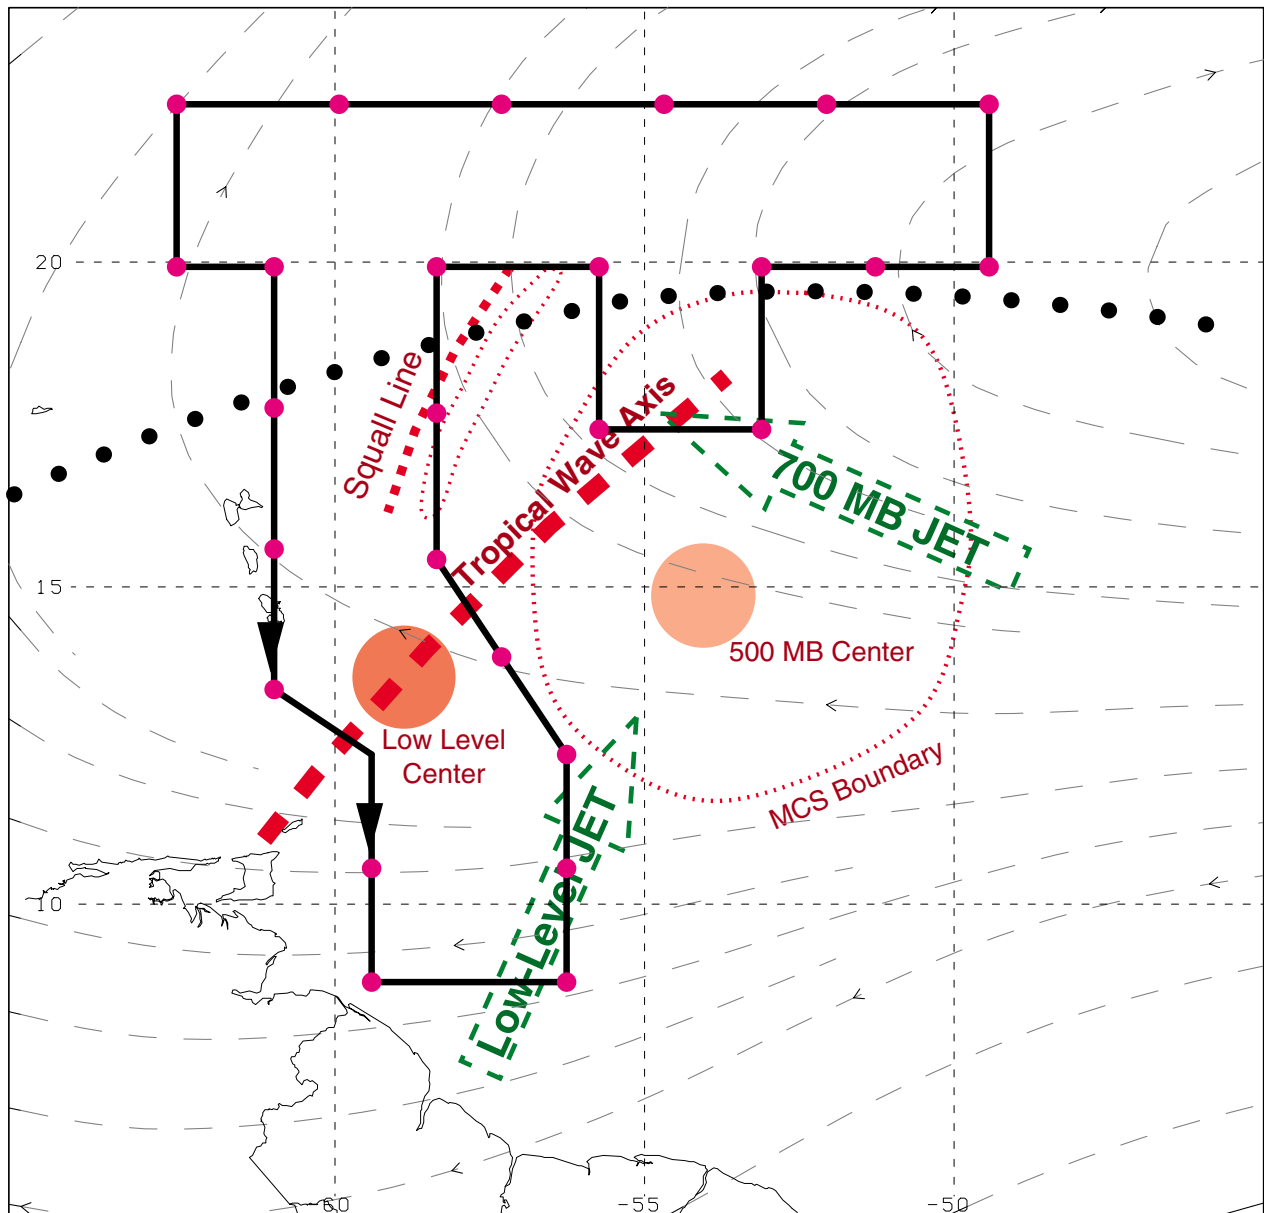 20
Squall Line
Tropical Wave Axis
700 MB JET
15
500 MB Center
Low Level
Center
MCS Boundary
Low-Level JET
10
-60
-55
-50